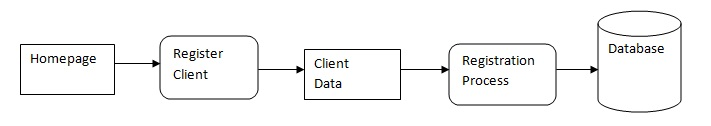 Homepage
Register
Client
Client
Data
Registration
Process
Database